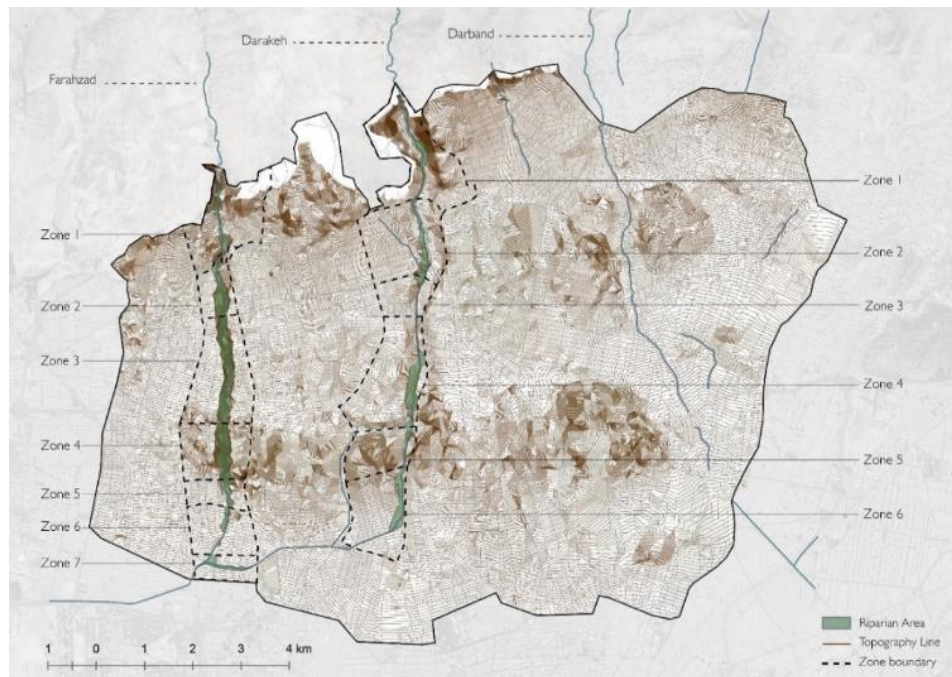 Darakeh
Darband
Farahzad
Zone 1
Zone 1
Zone 2
Zone 2
Zone 3
Zone 3
Zone 4
Zone 4
Zone 5
Zone 5
Zone 6
Zone 6
Zone 7
Riparian Area
Topography Line
Zone boundary
1 0 1 2 3 4 km